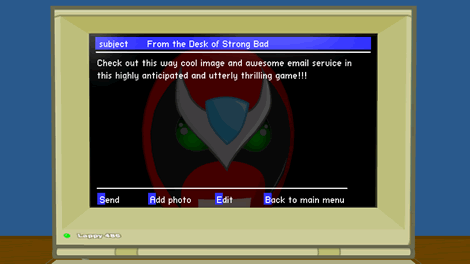 subject From the Desk of Strong Bad
Check out this way cool image and awesome email service in
this highly anticipated and utterly thrilling game!!!
Send Add photo Edit Back to main menu
Lappy 486